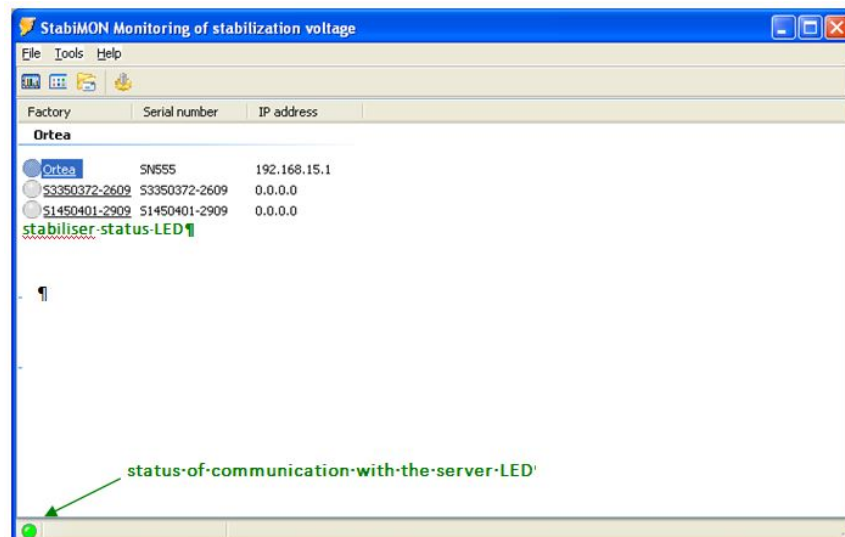 StabiMON Monitoring of stabilization voltage
File Tools Help
Factory Serial number IP address
Ortea
Ortea SN555 192.168.15.1
S3350372-2609 S3350372-2609 0.0.0.0
S1450401-2909 S1450401-2909 0.0.0.0
stabiliser·status·LED¶
¶
status·of·communication·with·the·server·LED